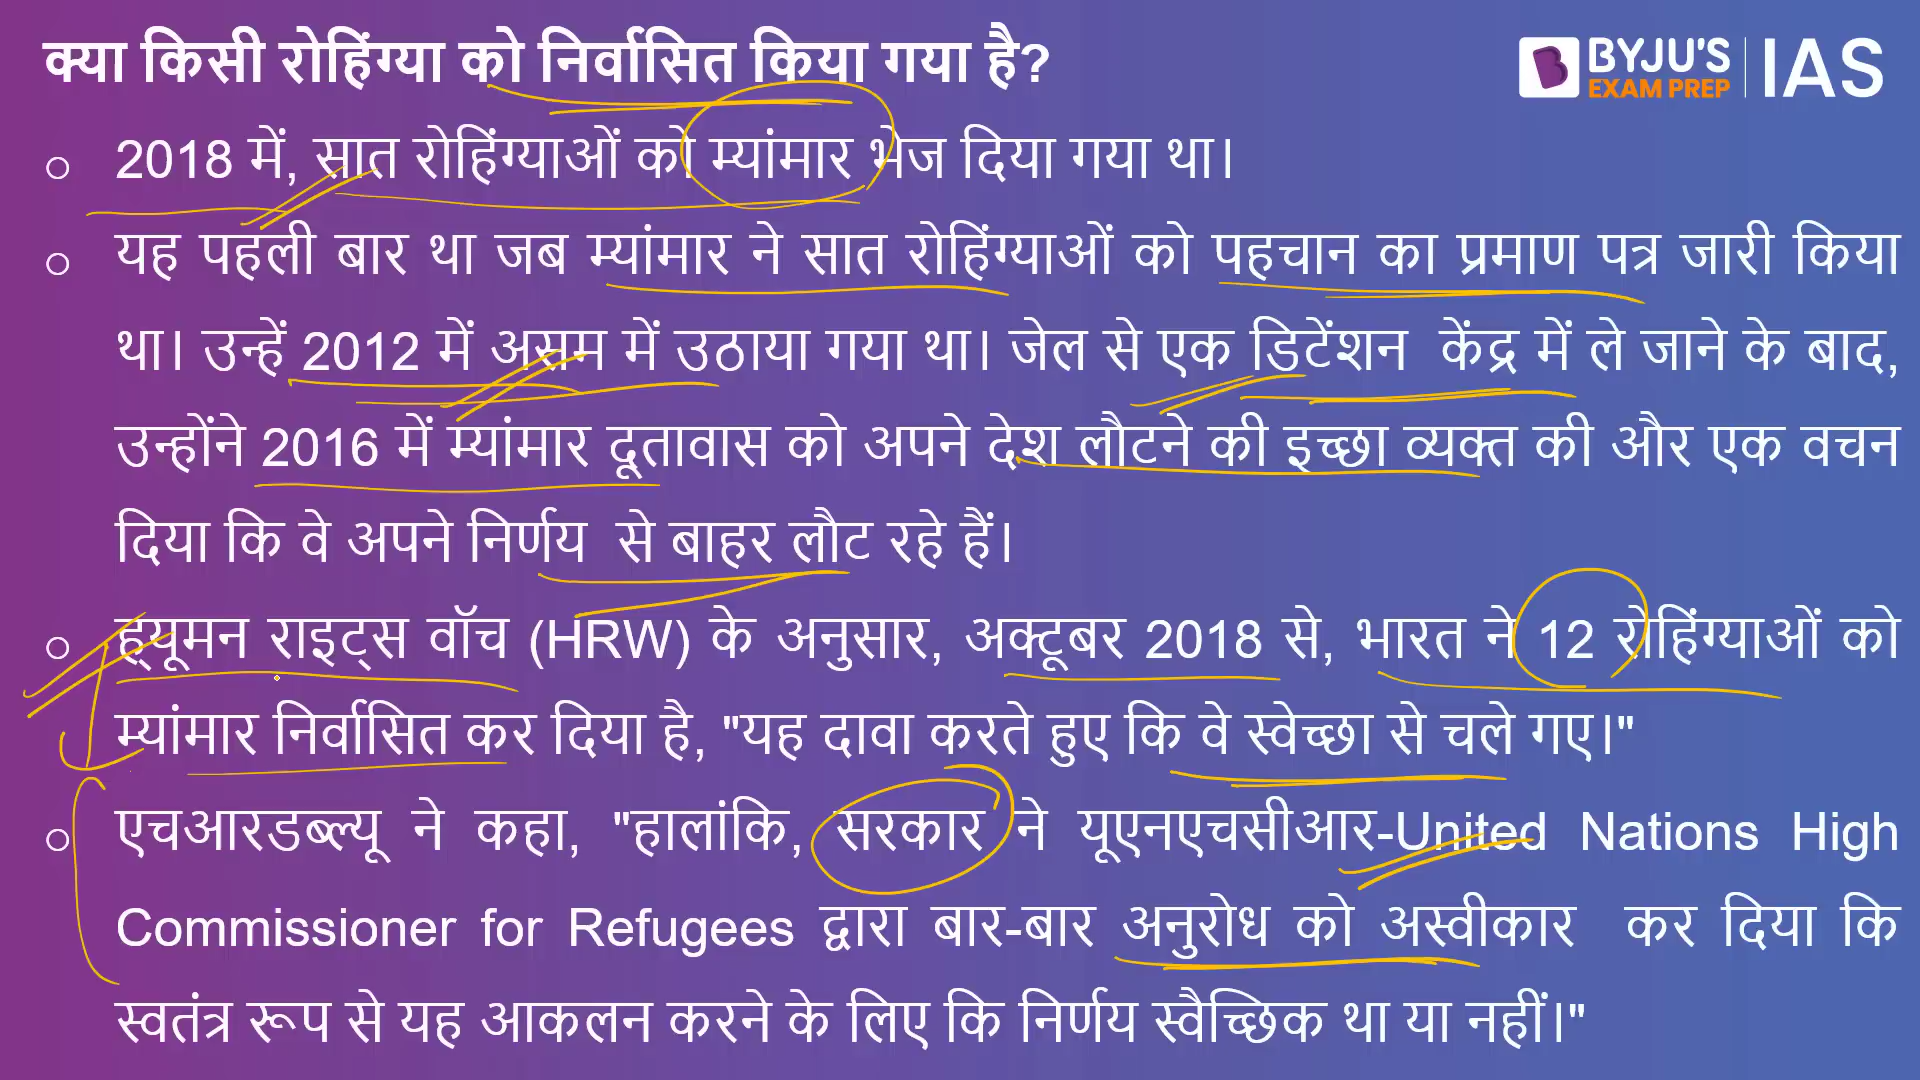 क्या किसी रोहिंग्या को निर्वासित किया गया है?
BYJU'S
EXAM PREP
IAS
2018 में, सात रोहिंग्याओं को म्यांमार भेज दिया गया था।
यह पहली बार था जब म्यांमार ने सात रोहिंग्याओं को पहचान का प्रमाण पत्र जारी किया
था। उन्हें 2012 में असम में उठाया गया था। जेल से एक डिटेंशन केंद्र में ले जाने के बाद,
उन्होंने 2016 में म्यांमार दूतावास को अपने देश लौटने की इच्छा व्यक्त की और एक वचन
दिया कि वे अपने निर्णय से बाहर लौट रहे हैं।
ह्यूमन राइट्स वॉच (HRW) के अनुसार, अक्टूबर 2018 से, भारत ने 12 रोहिंग्याओं को
म्यांमार निर्वासित कर दिया है, "यह दावा करते हुए कि वे स्वेच्छा से चले गए।"
एचआरडब्ल्यू ने कहा, "हालांकि, सरकार ने यूएनएचसीआर-United Nations High
Commissioner for Refugees द्वारा बार-बार अनुरोध को अस्वीकार कर दिया कि
स्वतंत्र रूप से यह आकलन करने के लिए कि निर्णय स्वैच्छिक था या नहीं।"